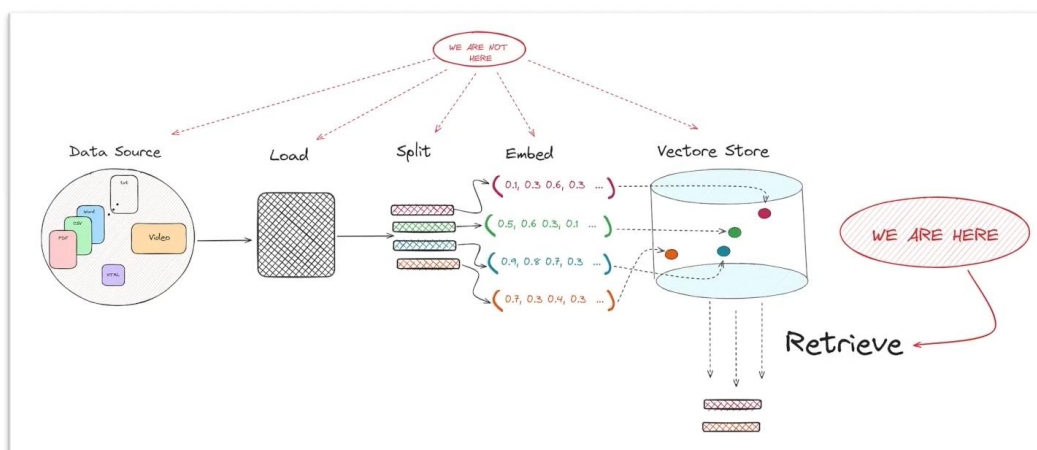 WE ARE NOT
HERE
Data Source
Load
Split
Embed
Vectore Store
txt
Word
CSV
PDF
Video
HTML
( 0.1, 0.3 0.6, 0.3 ... )
( 0.5, 0.6 0.3, 0.1 ... )
( 0.9, 0.8 0.7, 0.3 ... )
( 0.7, 0.3 0.4, 0.3 ... )
WE ARE HERE
Retrieve